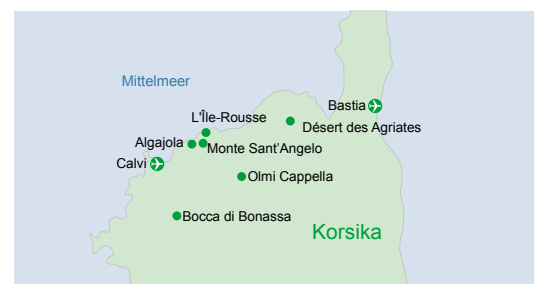 Mittelmeer
Bastia
L'Île-Rousse
Désert des Agriates
Algajola
Monte Sant'Angelo
Calvi
Olmi Cappella
Bocca di Bonassa
Korsika